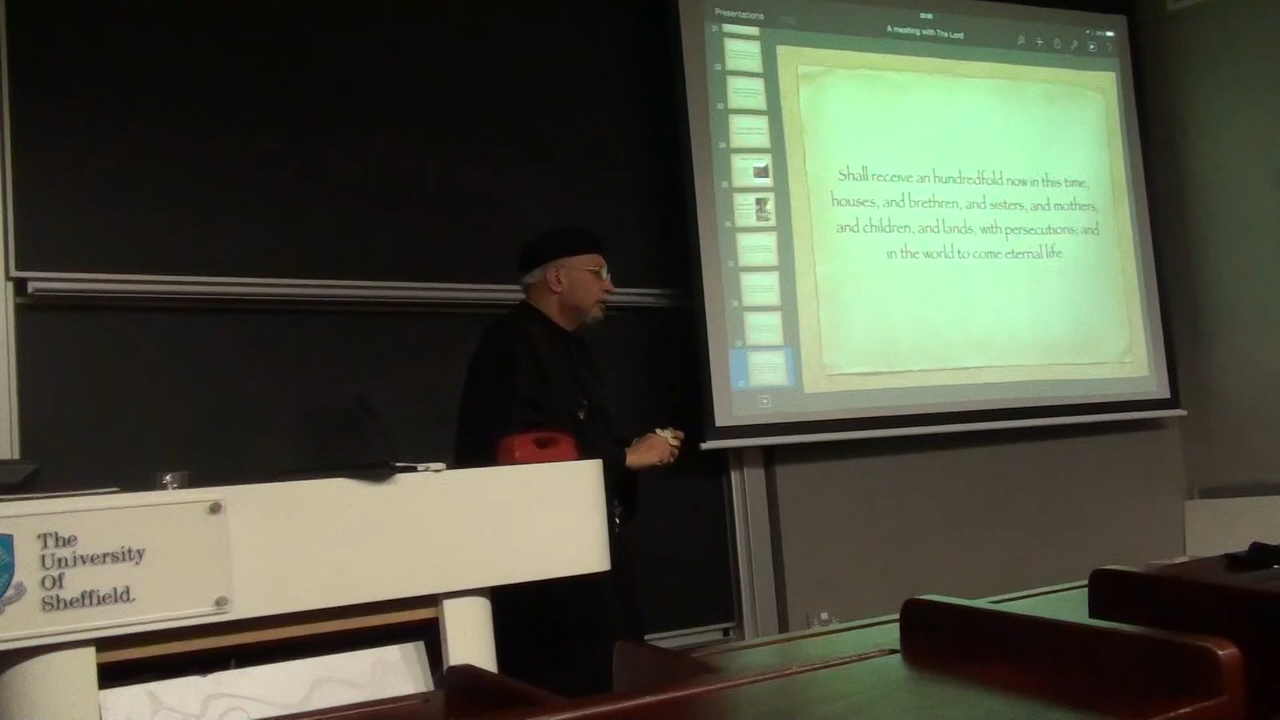 Presentations
A meeting with The Lord
Shall receive an hundredfold now in this time,
houses, and brethren, and sisters, and mothers,
and children, and lands, with persecutions; and
in the world to come eternal life
The
University
Of
Sheffield.